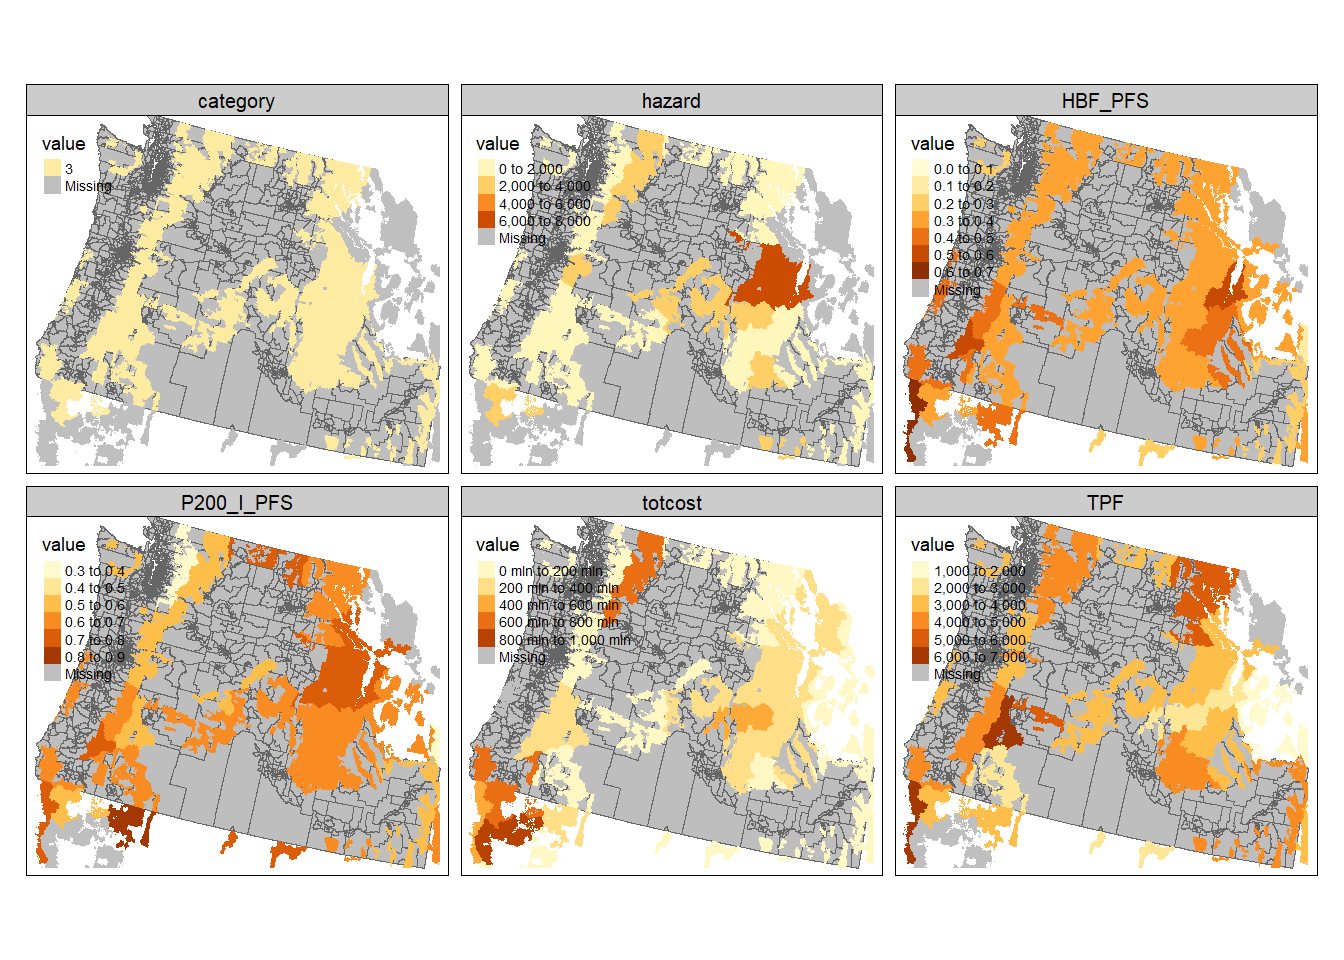 category
value
3
Missing
hazard
value
0 to 2,000
2,000 to 4,000
4,000 to 6,000
6,000 to 8,000
Missing
HBF_PFS
value
0.0 to 0.1
0.1 to 0.2
0.2 to 0.3
0.3 to 0.4
0.4 to 0.5
0.5 to 0.6
0.6 to 0.7
Missing
P200_I_PFS
value
0.3 to 0.4
0.4 to 0.5
0.5 to 0.6
0.6 to 0.7
0.7 to 0.8
0.8 to 0.9
Missing
totcost
value
0 mln to 200 mln
200 mln to 400 mln
400 mln to 600 mln
600 mln to 800 mln
800 mln to 1,000 mln
Missing
TPF
value
1,000 to 2,000
2,000 to 3,000
3,000 to 4,000
4,000 to 5,000
5,000 to 6,000
6,000 to 7,000
Missing